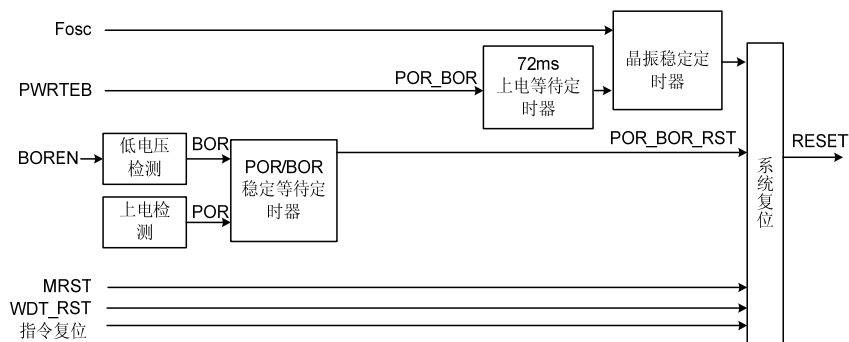 Fosc
晶振稳定定
时器
PWRTEB
POR_BOR
72ms
上电等待定
时器
BOREN
低电压
检测
BOR
POR/BOR
稳定等待定
时器
POR_BOR_RST
上电检
测
POR
系统复位
RESET
MRST
WDT_RST
指令复位